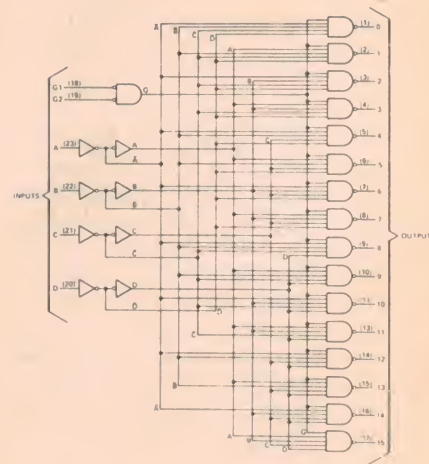 (1) 0
(2) 1
(3) 2
(4) 3
(5) 4
(6) 5
(7) 6
(8) 7
(9) 8
(10) 9
(11) 10
(13) 11
(14) 12
(15) 13
(16) 14
(17) 15
G1 (18)
G2 (19)
G
A (23) A
Ā
B (22) B
B
C (21) C
C
D (20) D
D
INPUTS
OUTPUT
Ā
B
C
D
A
B
C
D
C
B
Ā
A
B
C
D
G